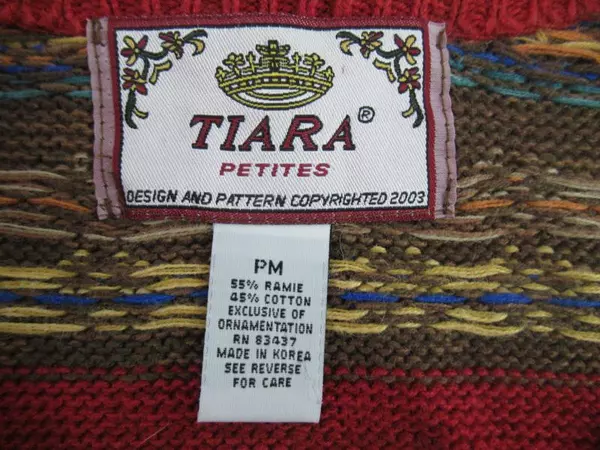 TIARA®
PETITES
DESIGN AND PATTERN COPYRIGHTED 2003
PM
55% RAMIE
45% COTTON
EXCLUSIVE OF
ORNAMENTATION
RN 83437
MADE IN KOREA
SEE REVERSE
FOR CARE